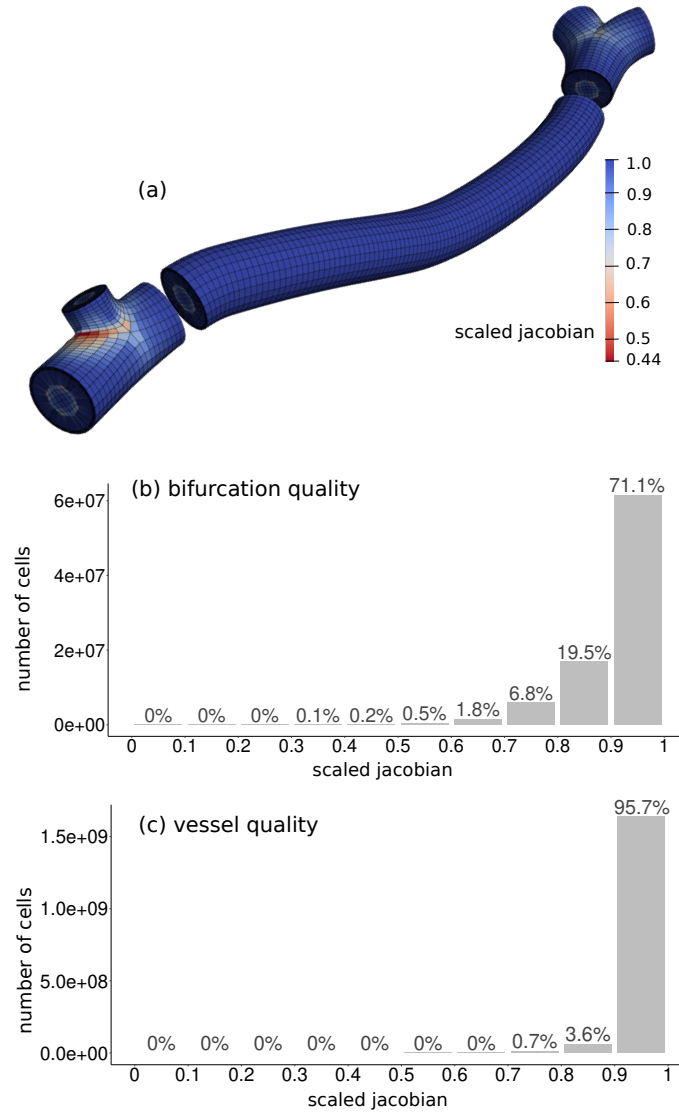 (a)
1.0
0.9
0.8
0.7
0.6
0.5
0.44
scaled jacobian
(b) bifurcation quality
71.1%
6e+07
4e+07
2e+07
0e+00
number of cells
0% 0% 0% 0.1% 0.2% 0.5% 1.8% 6.8% 19.5%
0 0.1 0.2 0.3 0.4 0.5 0.6 0.7 0.8 0.9 1
scaled jacobian
(c) vessel quality
95.7%
1.5e+09
1.0e+09
5.0e+08
0.0e+00
number of cells
0% 0% 0% 0% 0% 0% 0% 0.7% 3.6%
0 0.1 0.2 0.3 0.4 0.5 0.6 0.7 0.8 0.9 1
scaled jacobian